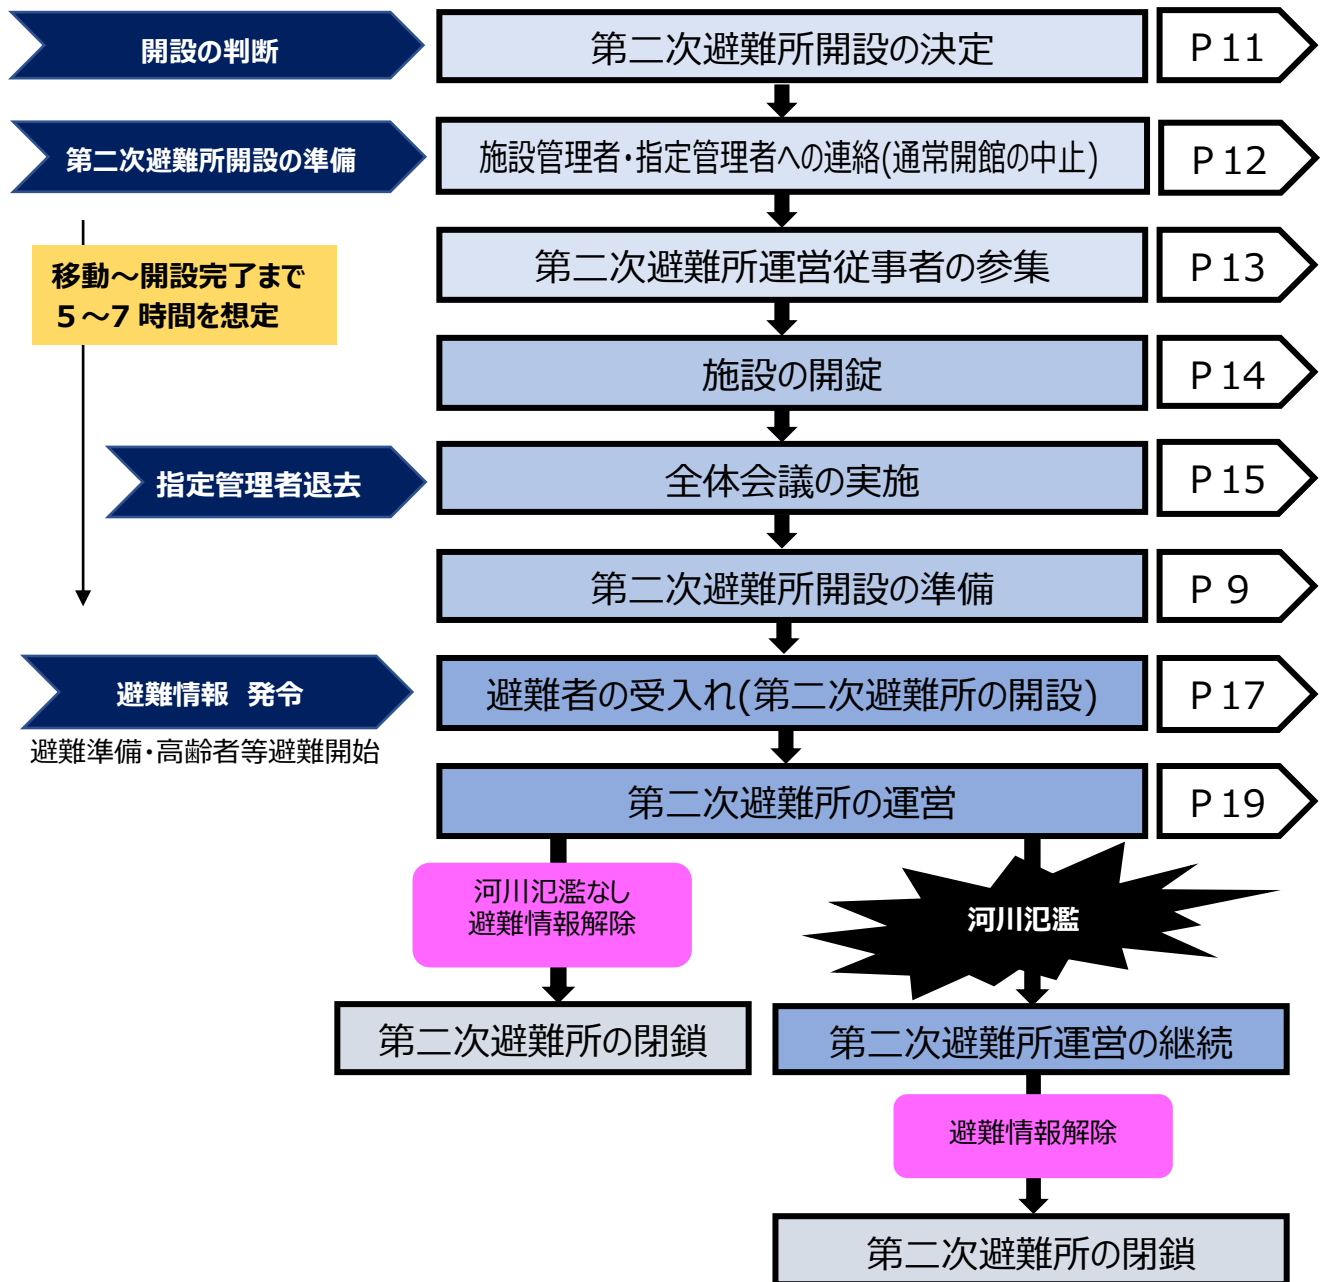 開設の判断
第二次避難所開設の決定
P 11
第二次避難所開設の準備
施設管理者・指定管理者への連絡(通常開館の中止)
P 12
移動～開設完了まで
5～7 時間を想定
第二次避難所運営従事者の参集
P 13
施設の開錠
P 14
指定管理者退去
全体会議の実施
P 15
第二次避難所開設の準備
P 9
避難情報 発令
避難準備・高齢者等避難開始
避難者の受入れ(第二次避難所の開設)
P 17
第二次避難所の運営
P 19
河川氾濫なし
避難情報解除
河川氾濫
第二次避難所の閉鎖
第二次避難所運営の継続
避難情報解除
第二次避難所の閉鎖